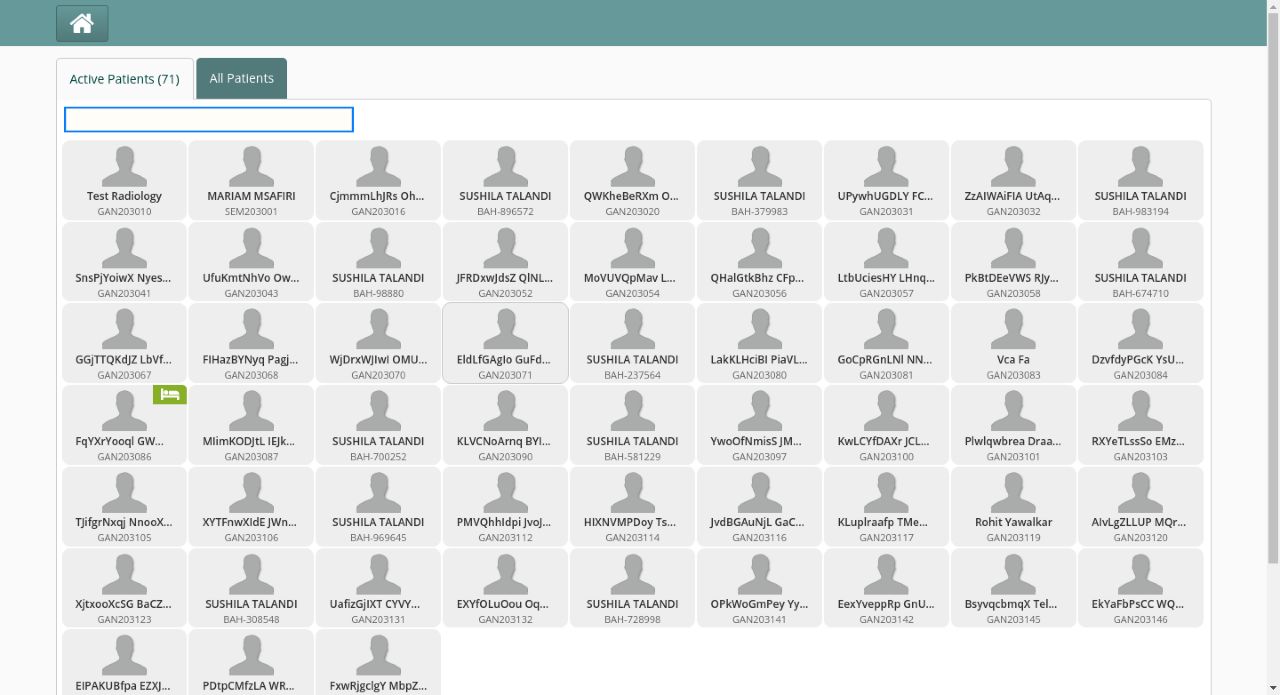 Active Patients (71)
All Patients
Test Radiology
GAN203010
MARIAM MSAFIRI
SEM203001
CjmmmLhJRs Oh...
GAN203016
SUSHILA TALANDI
BAH-896572
QWKheBeRXm O...
GAN203020
SUSHILA TALANDI
BAH-379983
UPywhUGDLY FC...
GAN203031
ZzAIWAiFIA UtAq...
GAN203032
SUSHILA TALANDI
BAH-983194
SnsPjYoiwX Nyes...
GAN203041
UfuKmtNhVo Ow...
GAN203043
SUSHILA TALANDI
BAH-98880
JFRDxwJdsZ QlNL...
GAN203052
MoVUVQpMav L...
GAN203054
QHalGtkBhz CFp...
GAN203056
LtbUciesHY LHnq...
GAN203057
PkBtDEeVWS RJy...
GAN203058
SUSHILA TALANDI
BAH-674710
GGjTTQKdJZ LbVf...
GAN203067
FIHazBYNyq Pagj...
GAN203068
WjDrxWJIwI OMU...
GAN203070
EldLfGAgIo GuFd...
GAN203071
SUSHILA TALANDI
BAH-237564
LakKLHciBI PiaVL...
GAN203080
GoCpRGnLNl NN...
GAN203081
Vca Fa
GAN203083
DzvfdyPGcK YsU...
GAN203084
FqYXrYooql GW...
GAN203086
MIimKODJtL IEJk...
GAN203087
SUSHILA TALANDI
BAH-700252
KLVCNoArnq BYI...
GAN203090
SUSHILA TALANDI
BAH-581229
YwoOfNmisS JM...
GAN203097
KwLCYfDAXr JCL...
GAN203100
Plwlqwbrea Draa...
GAN203101
RXYeTLssSo EMz...
GAN203103
TJifgrNxqj NnooX...
GAN203105
XYTFnwXIdE JWn...
GAN203106
SUSHILA TALANDI
BAH-969645
PMVQhhIdpi JvoJ...
GAN203112
HIXNVMPDoy Ts...
GAN203114
JvdBGAuNjL GaC...
GAN203116
KLuplraafp TMe...
GAN203117
Rohit Yawalkar
GAN203119
AIvLgZLLUP MQr...
GAN203120
XjtxooXcSG BaCZ...
GAN203123
SUSHILA TALANDI
BAH-308548
UafizGjIXT CYVY...
GAN203131
EXYfOLuOou Oq...
GAN203132
SUSHILA TALANDI
BAH-728998
OPkWoGmPey Yy...
GAN203141
EexYveppRp GnU...
GAN203142
BsyvqcbmqX Tel...
GAN203145
EkYaFbPsCC WQ...
GAN203146
EIPAKUBfpa EZXJ...
PDtpCMfzLA WR...
FxwRjgclgY MbpZ...